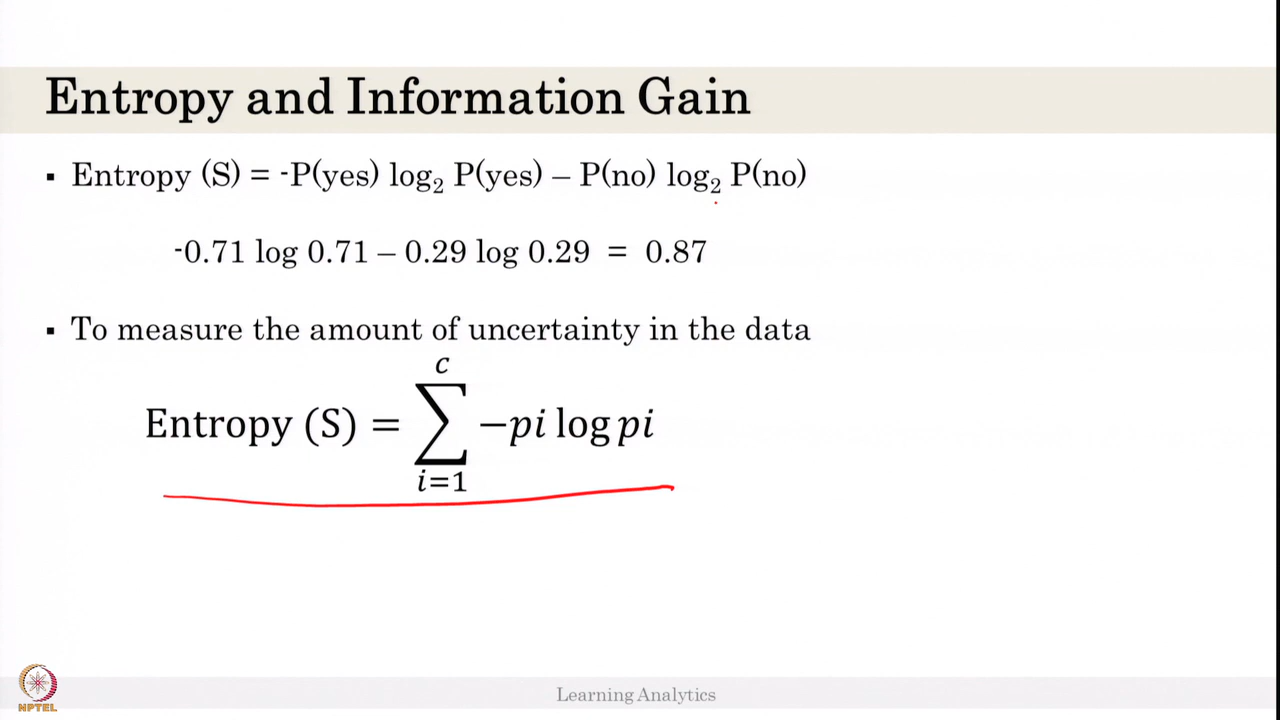 Entropy and Information Gain
▪ Entropy (S) = -P(yes) log₂ P(yes) – P(no) log₂ P(no)
-0.71 log 0.71 – 0.29 log 0.29 = 0.87
▪ To measure the amount of uncertainty in the data
Entropy (S) = ∑_{i=1}^{c} −pi log pi
NPTEL
Learning Analytics